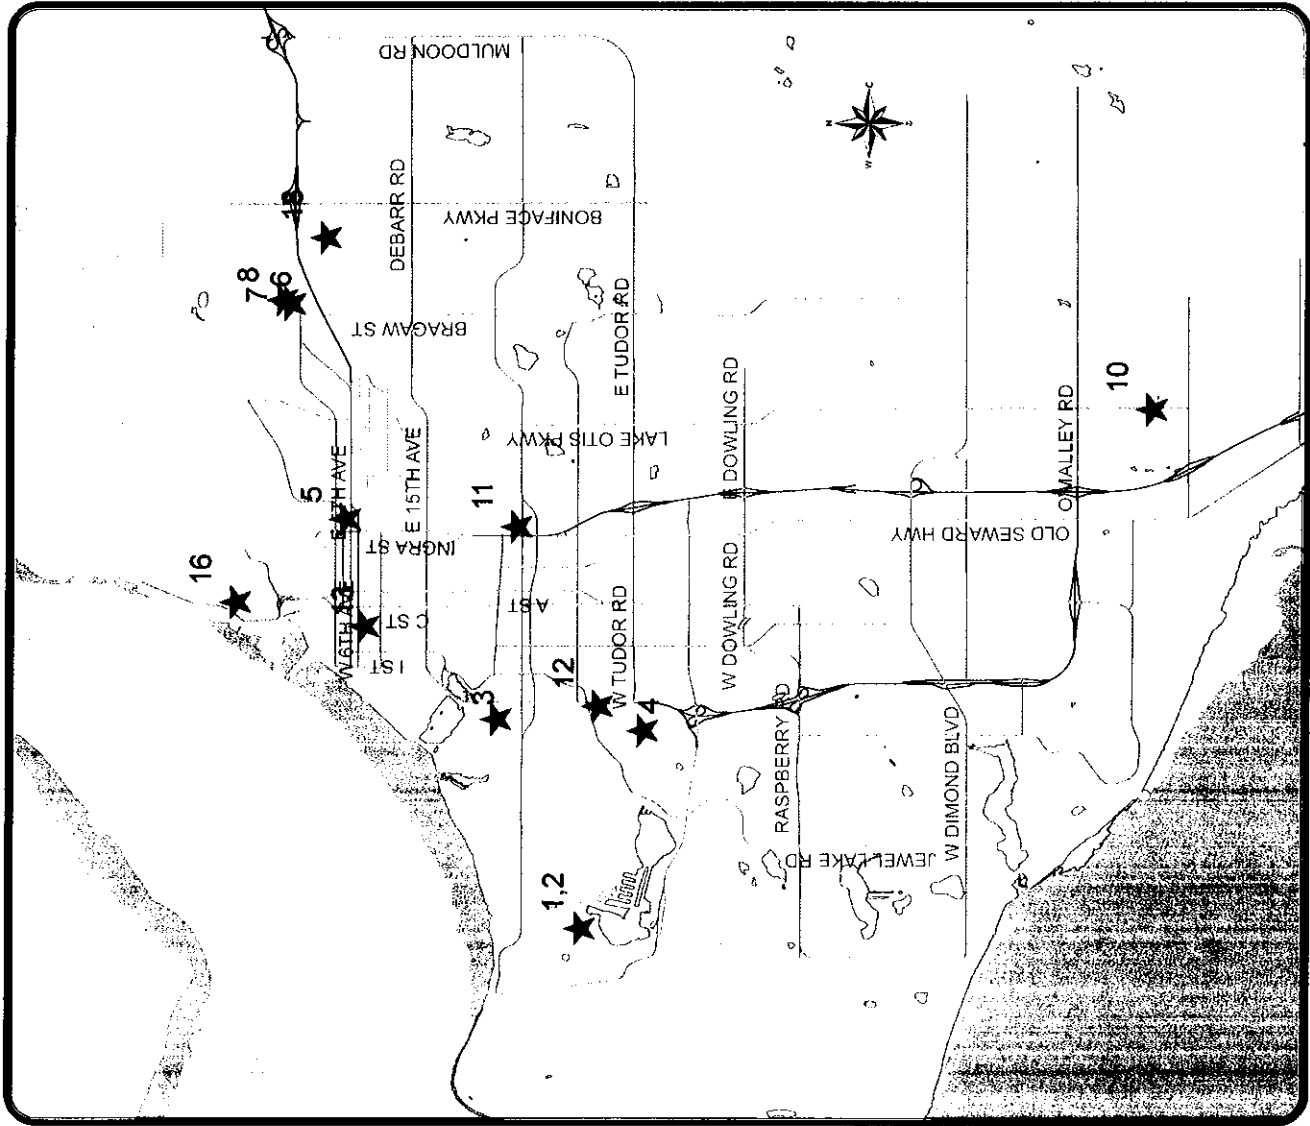 MULDOON RD
DEBARR RD
BONIFACE PKWY
7 8
6
BRAGAW ST
E TUDOR RD
10
LAKE OTIS PKWY
E DOWLING RD
O MALLEY RD
5
E 15TH AVE
11
INGRA ST
OLD SEWARD HWY
16
C ST
A ST
W 6TH AVE
I ST
W TUDOR RD
W DOWLING RD
12
3
4
RASPBERRY RD
W DIMOND BLVD
JEWEL LAKE RD
1,2
N
W